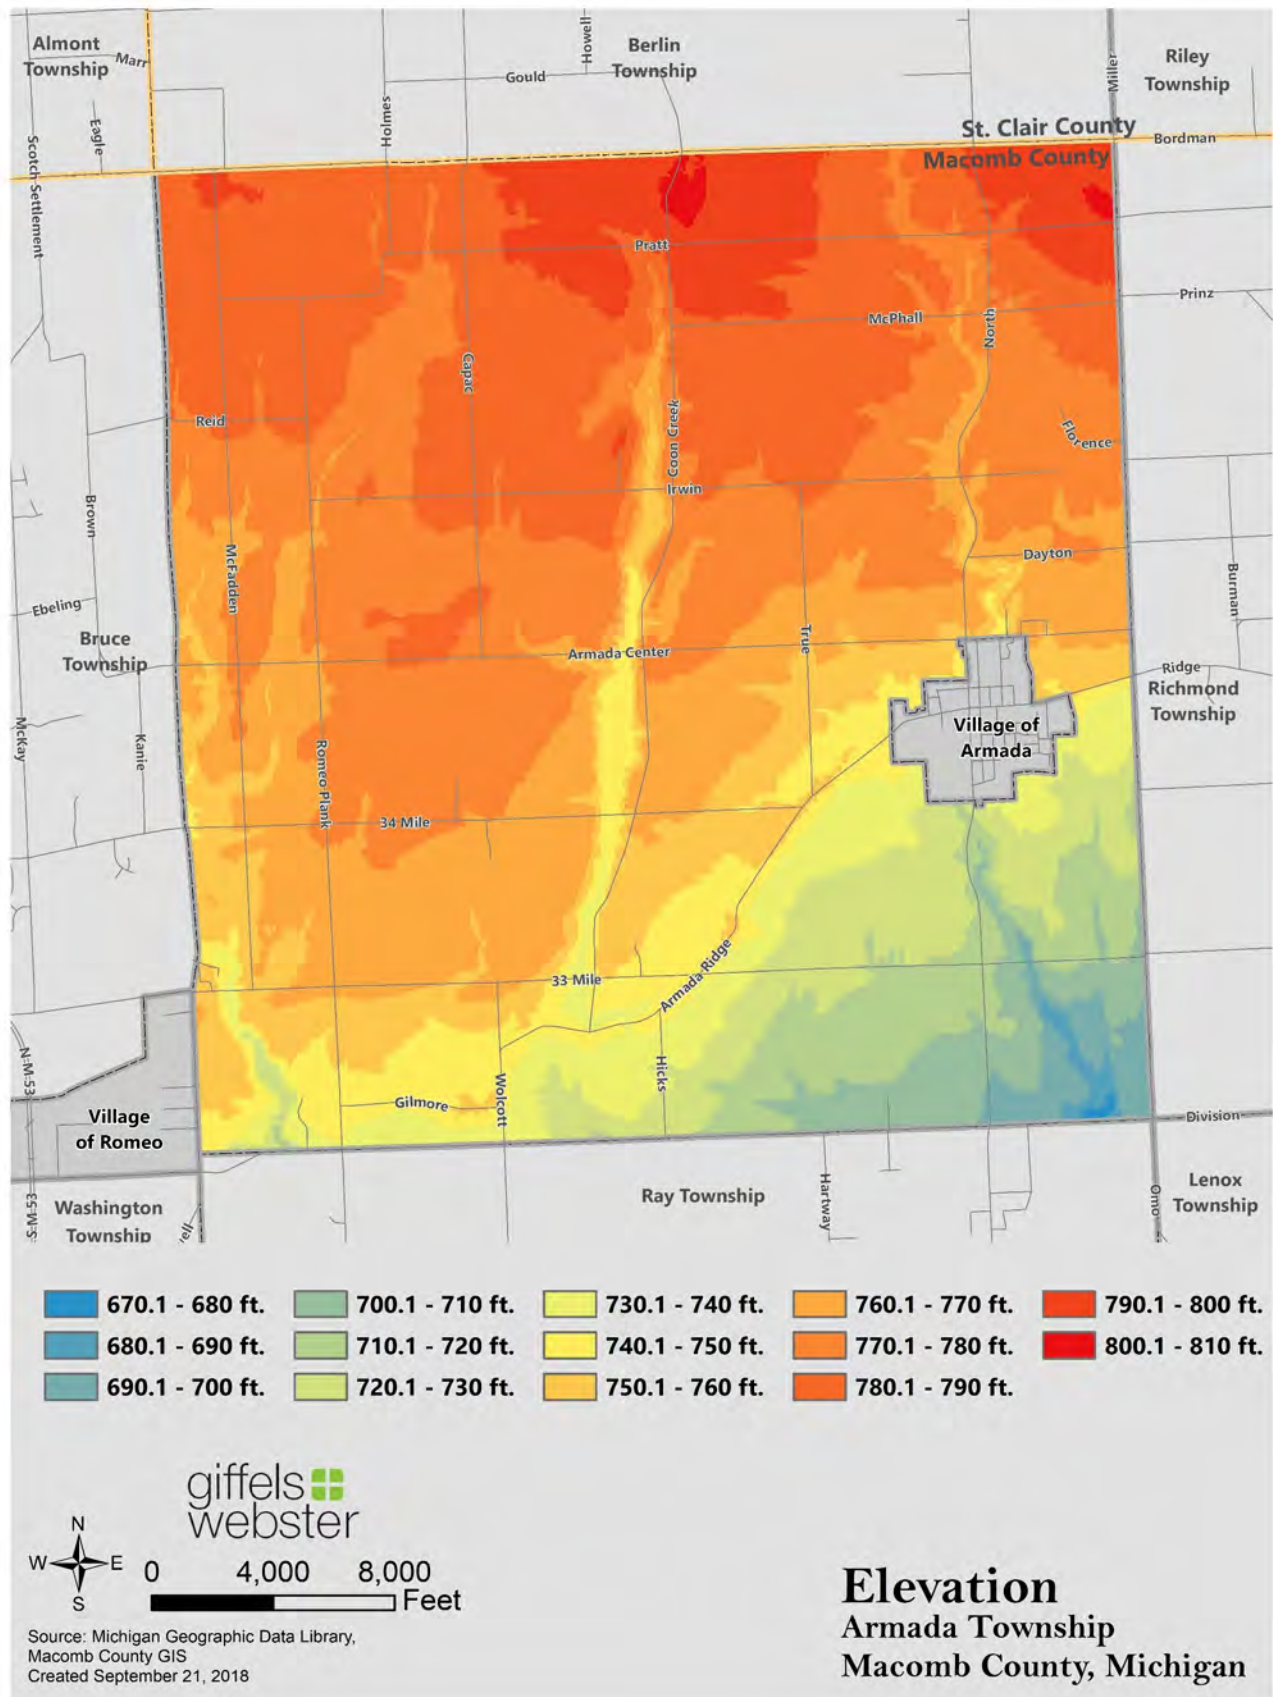 Almont
Township
Marr
Eagle
Scotch Settlement
Holmes
Howell
Gould
Berlin
Township
Miller
Riley
Township
St. Clair County
Bordman
Macomb County
Pratt
Prinz
McPhall
North
Capac
Coon Creek
Reid
Florence
Irwin
Brown
McFadden
Dayton
Burman
Ebeling
Bruce
Township
True
Armada Center
Ridge
Richmond
Township
McKay
Kanie
Romeo Plank
Village of
Armada
34 Mile
33 Mile
Armada Ridge
N-M-53
Hicks
Wolcott
Gilmore
Village
of Romeo
Division
Washington
Township
S-M-53
ell
Ray Township
Hartway
Omo
Lenox
Township
670.1 - 680 ft.
680.1 - 690 ft.
690.1 - 700 ft.
700.1 - 710 ft.
710.1 - 720 ft.
720.1 - 730 ft.
730.1 - 740 ft.
740.1 - 750 ft.
750.1 - 760 ft.
760.1 - 770 ft.
770.1 - 780 ft.
780.1 - 790 ft.
790.1 - 800 ft.
800.1 - 810 ft.
giffels
webster
N
W E
S
0 4,000 8,000
Feet
Source: Michigan Geographic Data Library,
Macomb County GIS
Created September 21, 2018
Elevation
Armada Township
Macomb County, Michigan